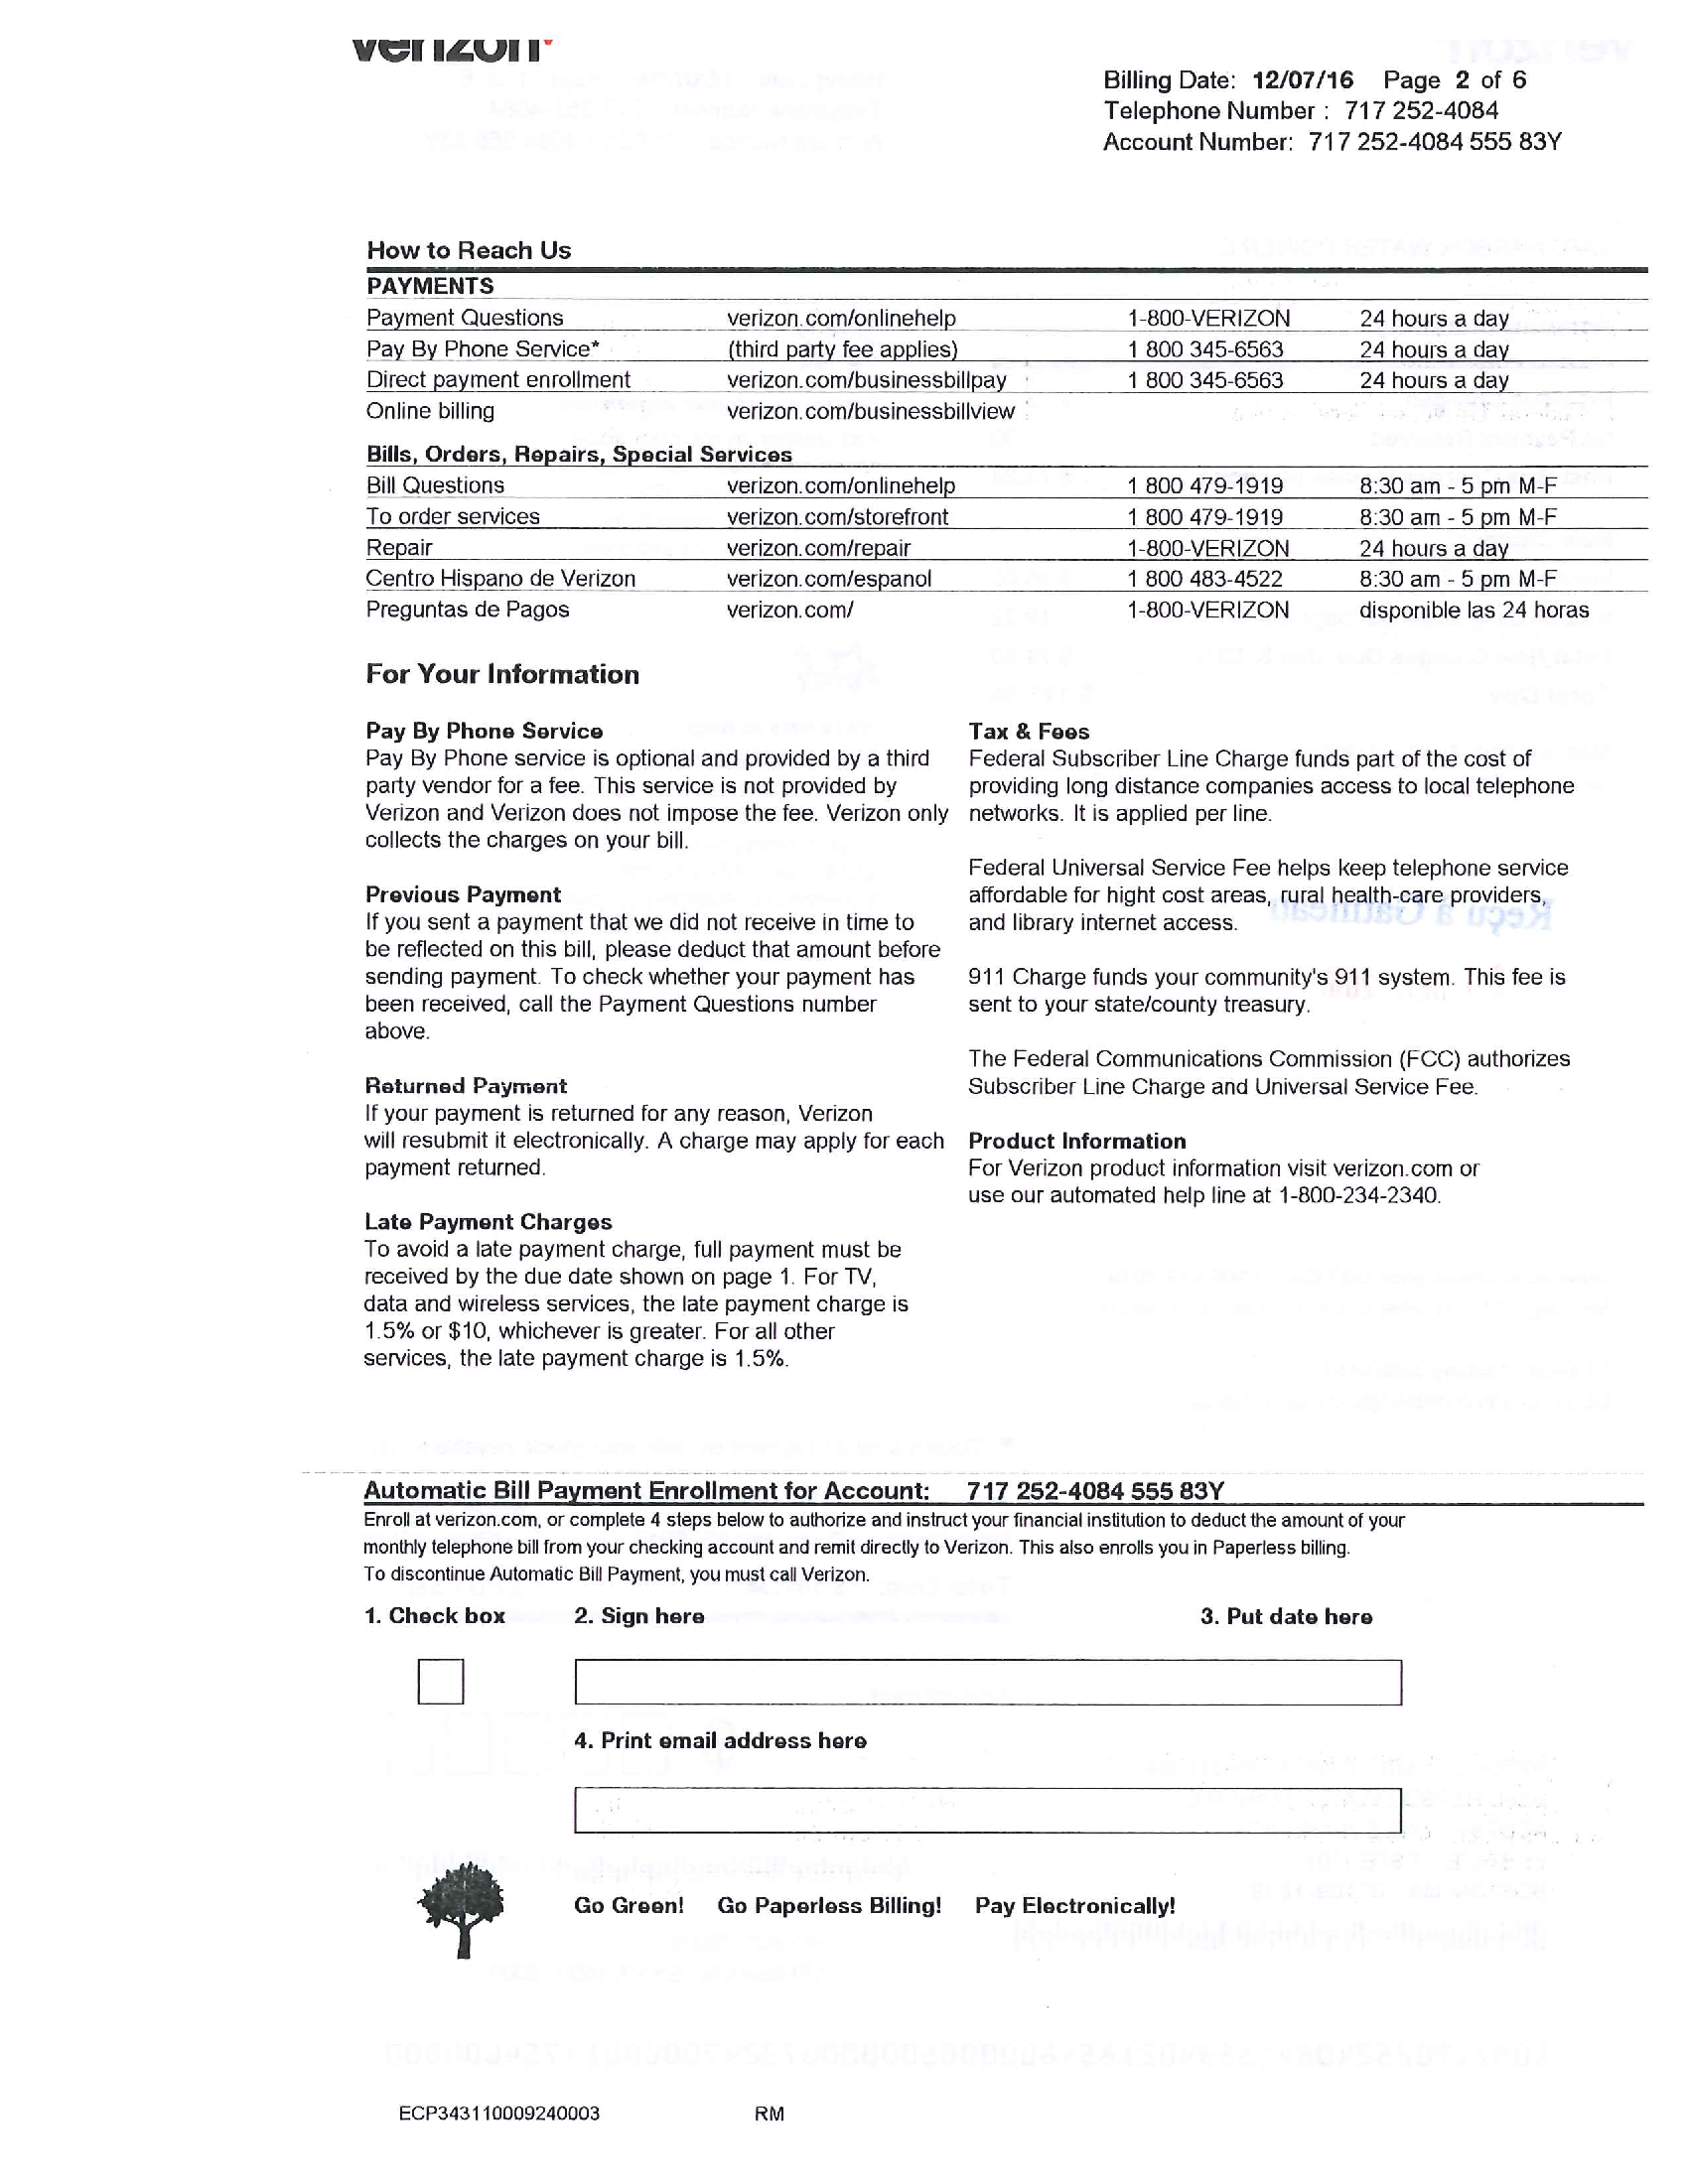 verizon
Billing Date: 12/07/16 Page 2 of 6
Telephone Number : 717 252-4084
Account Number: 717 252-4084 555 83Y
How to Reach Us
PAYMENTS
Payment Questions verizon.com/onlinehelp 1-800-VERIZON 24 hours a day
Pay By Phone Service* (third party fee applies) 1 800 345-6563 24 hours a day
Direct payment enrollment verizon.com/businessbillpay 1 800 345-6563 24 hours a day
Online billing verizon.com/businessbillview
Bills, Orders, Repairs, Special Services
Bill Questions verizon.com/onlinehelp 1 800 479-1919 8:30 am - 5 pm M-F
To order services verizon.com/storefront 1 800 479-1919 8:30 am - 5 pm M-F
Repair verizon.com/repair 1-800-VERIZON 24 hours a day
Centro Hispano de Verizon verizon.com/espanol 1 800 483-4522 8:30 am - 5 pm M-F
Preguntas de Pagos verizon.com/ 1-800-VERIZON disponible las 24 horas
For Your Information
Pay By Phone Service
Pay By Phone service is optional and provided by a third
party vendor for a fee. This service is not provided by
Verizon and Verizon does not impose the fee. Verizon only
collects the charges on your bill.
Previous Payment
If you sent a payment that we did not receive in time to
be reflected on this bill, please deduct that amount before
sending payment. To check whether your payment has
been received, call the Payment Questions number
above.
Returned Payment
If your payment is returned for any reason, Verizon
will resubmit it electronically. A charge may apply for each
payment returned.
Late Payment Charges
To avoid a late payment charge, full payment must be
received by the due date shown on page 1. For TV,
data and wireless services, the late payment charge is
1.5% or $10, whichever is greater. For all other
services, the late payment charge is 1.5%.
Tax & Fees
Federal Subscriber Line Charge funds part of the cost of
providing long distance companies access to local telephone
networks. It is applied per line.
Federal Universal Service Fee helps keep telephone service
affordable for hight cost areas, rural health-care providers,
and library internet access.
911 Charge funds your community's 911 system. This fee is
sent to your state/county treasury.
The Federal Communications Commission (FCC) authorizes
Subscriber Line Charge and Universal Service Fee.
Product Information
For Verizon product information visit verizon.com or
use our automated help line at 1-800-234-2340.
Automatic Bill Payment Enrollment for Account: 717 252-4084 555 83Y
Enroll at verizon.com, or complete 4 steps below to authorize and instruct your financial institution to deduct the amount of your
monthly telephone bill from your checking account and remit directly to Verizon. This also enrolls you in Paperless billing.
To discontinue Automatic Bill Payment, you must call Verizon.
1. Check box 2. Sign here 3. Put date here
4. Print email address here
Go Green! Go Paperless Billing! Pay Electronically!
ECP343110009240003 RM